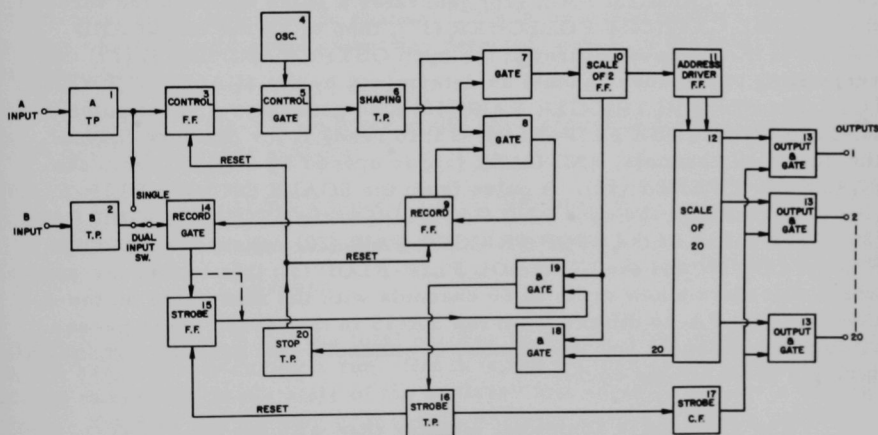 A
INPUT
1
A
TP
3
CONTROL
F.F.
4
OSC.
5
CONTROL
GATE
6
SHAPING
T.P.
7
GATE
8
GATE
10
SCALE
OF 2
F.F.
11
ADDRESS
DRIVER
F.F.
12
SCALE
OF
20
13
OUTPUT
&
GATE
OUTPUTS
1
13
OUTPUT
&
GATE
2
13
OUTPUT
&
GATE
20
RESET
SINGLE
DUAL
INPUT
SW.
B
INPUT
2
B
T.P.
14
RECORD
GATE
9
RECORD
F.F.
RESET
15
STROBE
F.F.
20
STOP
T.P.
19
&
GATE
18
&
GATE
20
RESET
16
STROBE
T.P.
17
STROBE
C.F.